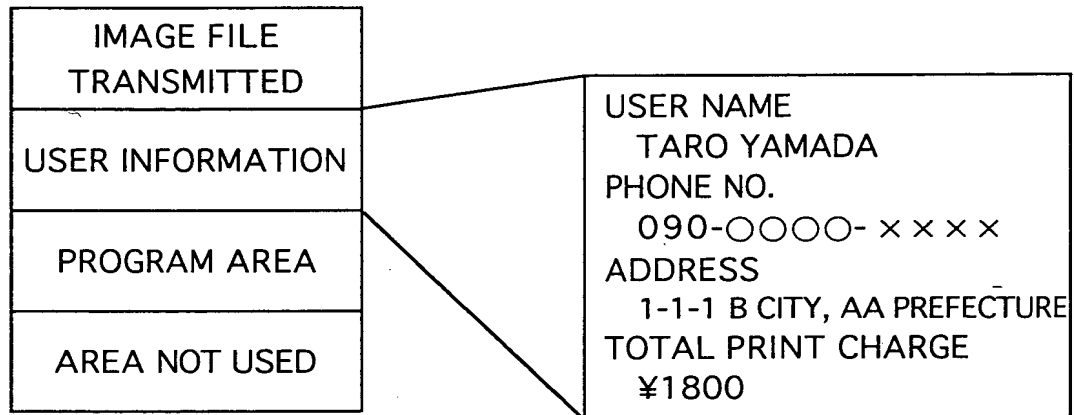 IMAGE FILE
TRANSMITTED
USER INFORMATION
PROGRAM AREA
AREA NOT USED
USER NAME
TARO YAMADA
PHONE NO.
090-○○○○-××××
ADDRESS
1-1-1 B CITY, AA PREFECTURE
TOTAL PRINT CHARGE
¥1800